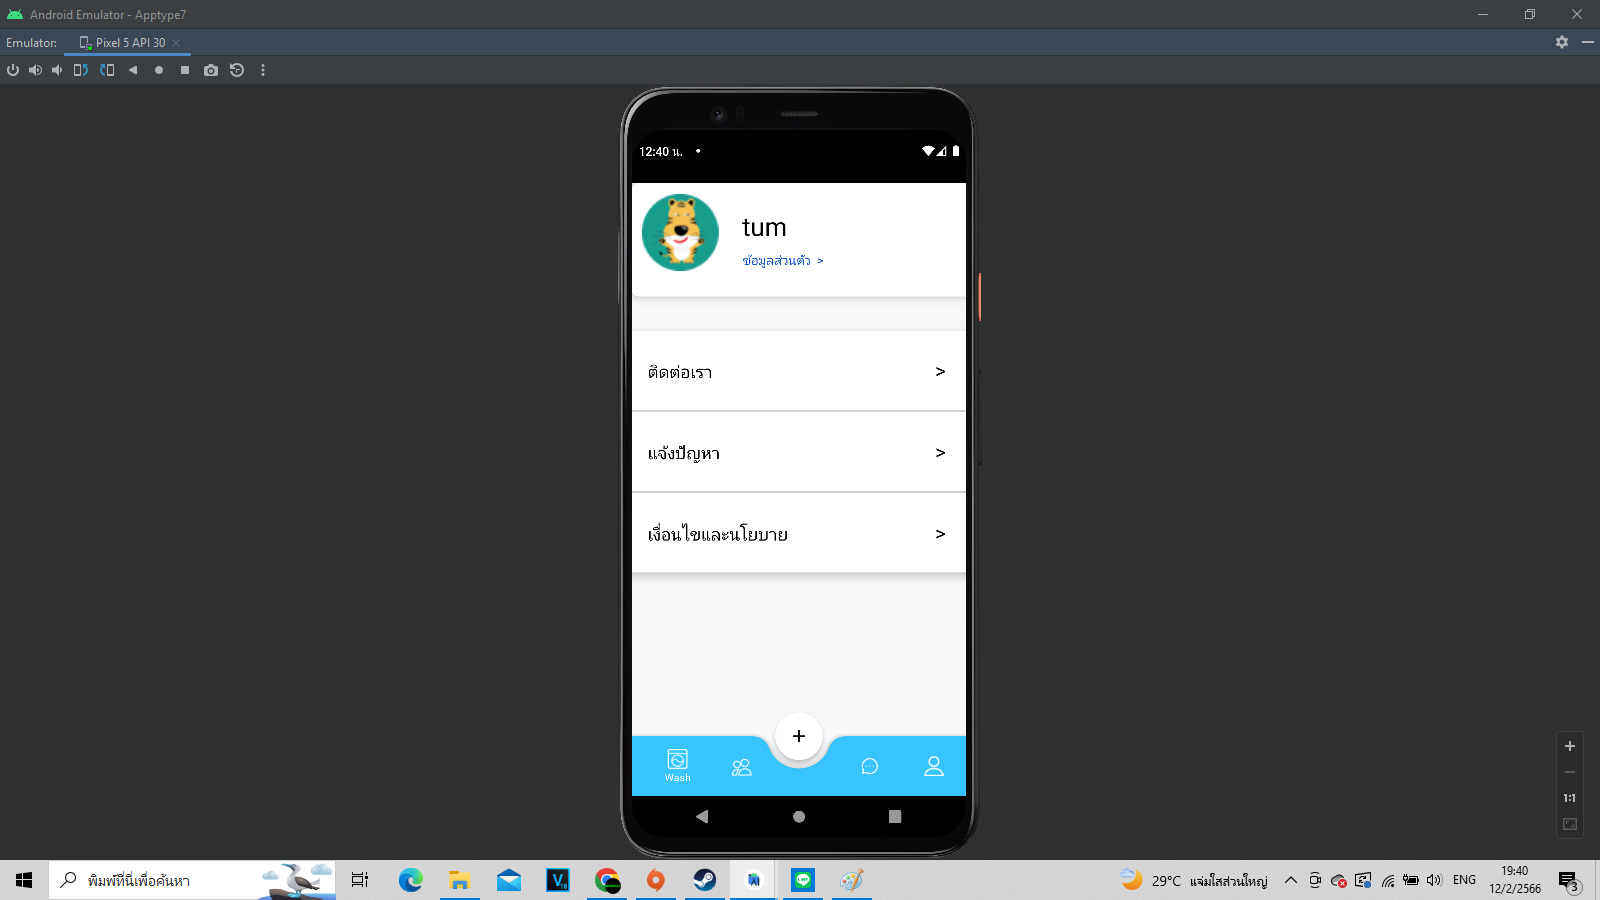 Android Emulator - Apptype7
Emulator:
Pixel 5 API 30
12:40 น.
tum
ข้อมูลส่วนตัว >
ติดต่อเรา >
แจ้งปัญหา >
เงื่อนไขและนโยบาย >
+
Wash
+
−
1:1
พิมพ์ที่นี่เพื่อค้นหา
29°C แจ่มใสส่วนใหญ่
ENG
19:40
12/2/2566
3